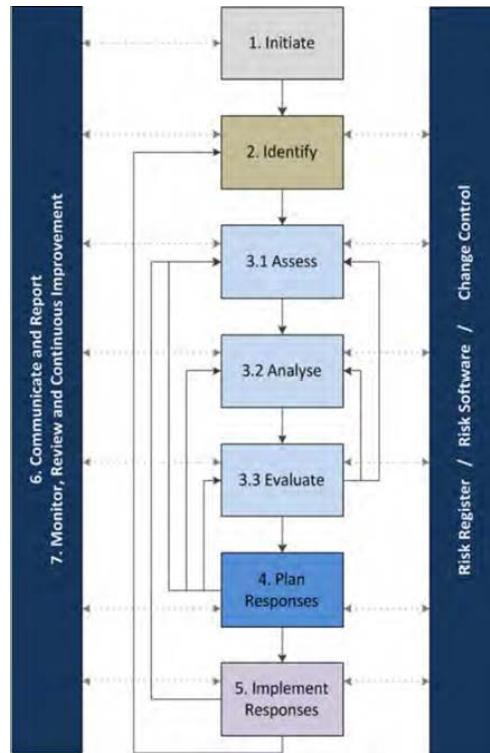 1. Initiate
2. Identify
3.1 Assess
3.2 Analyse
3.3 Evaluate
4. Plan
Responses
5. Implement
Responses
6. Communicate and Report
7. Monitor, Review and Continuous Improvement
Risk Register / Risk Software / Change Control